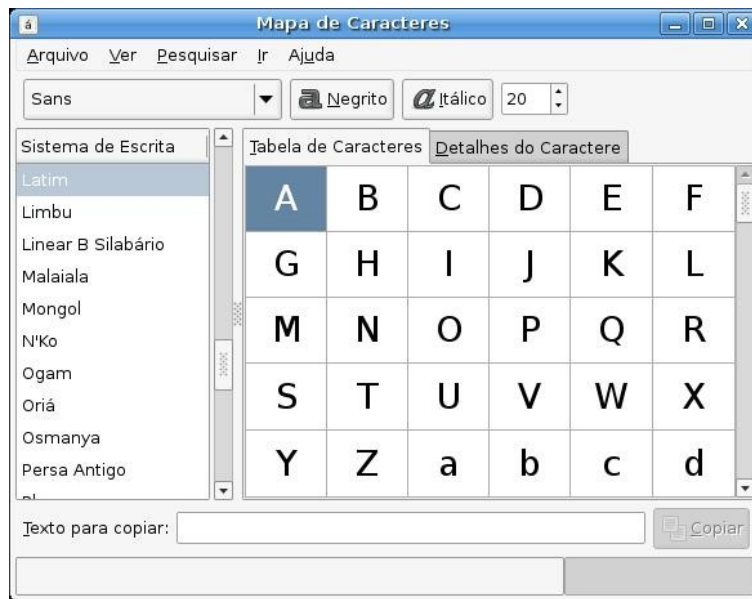 á Mapa de Caracteres
Arquivo Ver Pesquisar Ir Ajuda
Sans Negrito Itálico 20
Sistema de Escrita
Latim
Limbu
Linear B Silabário
Malaiala
Mongol
N'Ko
Ogam
Oriá
Osmanya
Persa Antigo
Tabela de Caracteres Detalhes do Caractere
A B C D E F
G H I J K L
M N O P Q R
S T U V W X
Y Z a b c d
Texto para copiar: Copiar